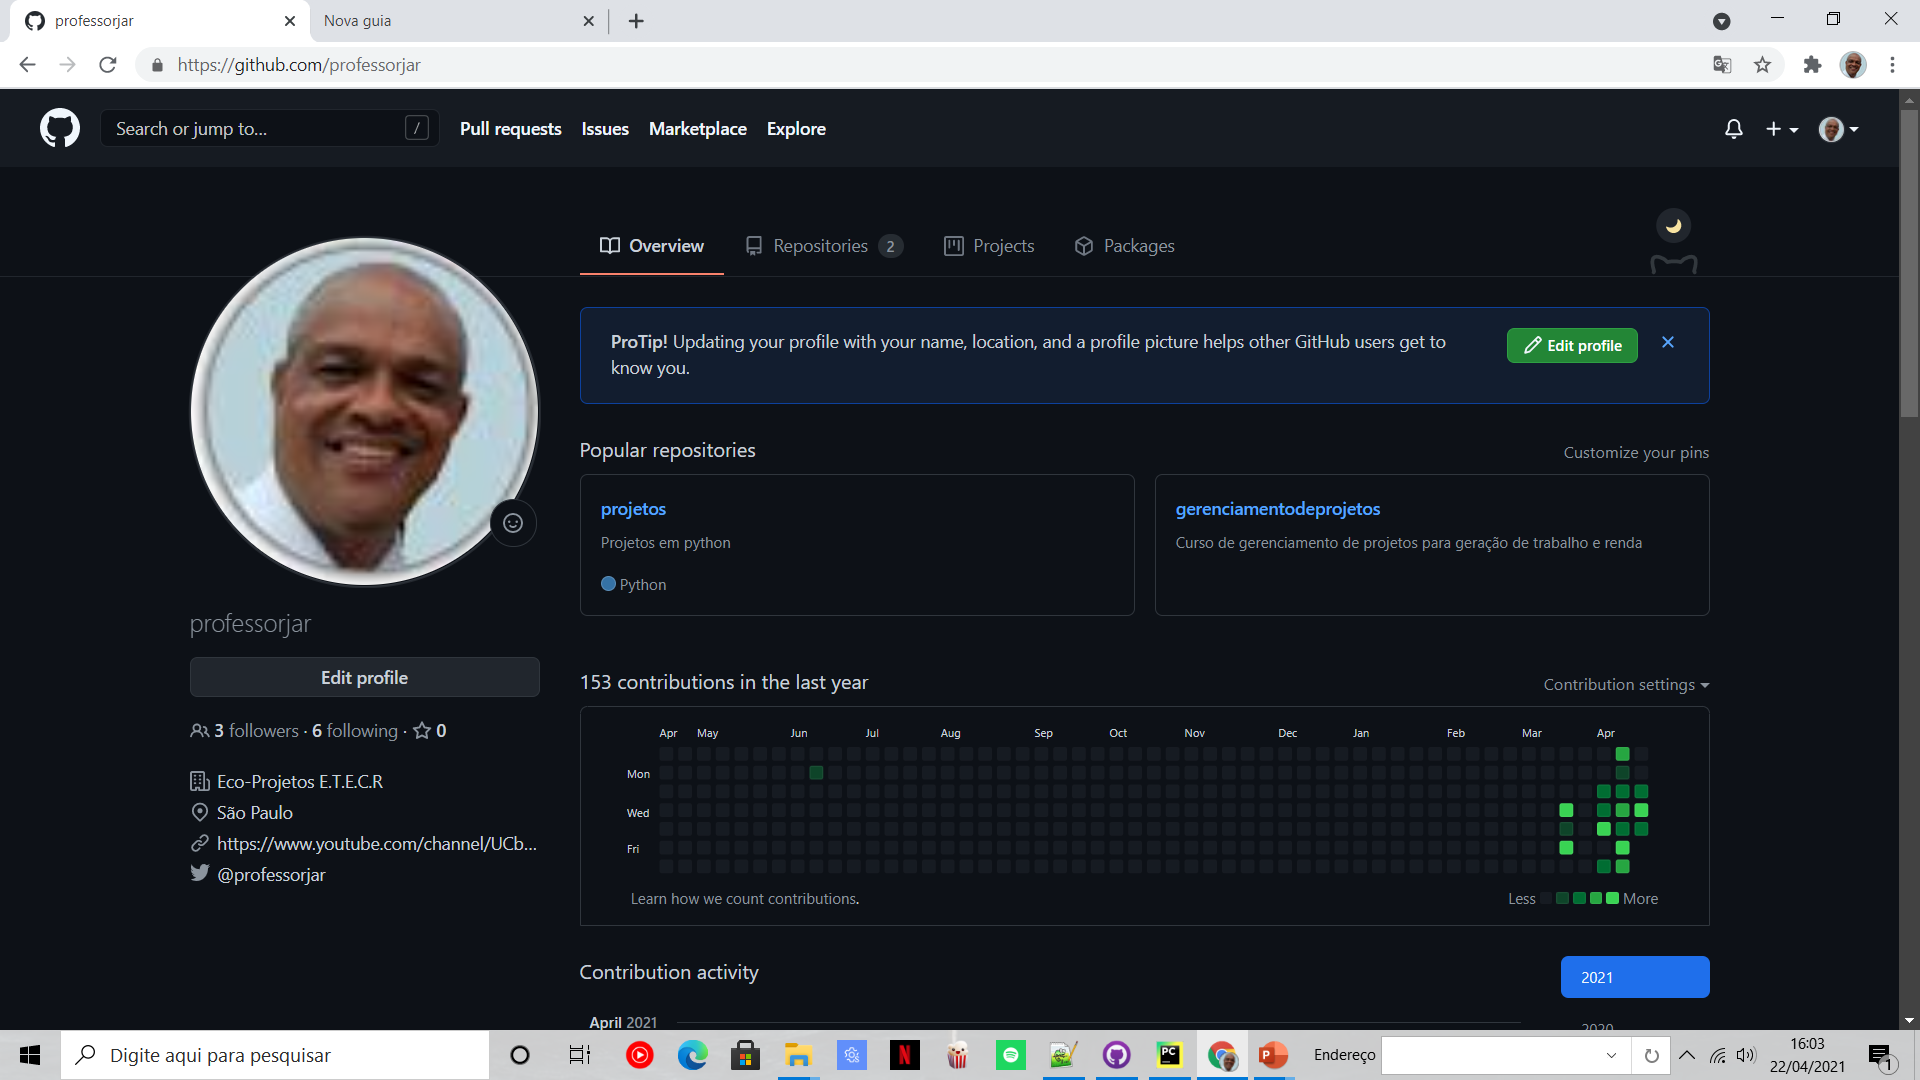 professorjar
Nova guia
https://github.com/professorjar
Search or jump to...
/
Pull requests
Issues
Marketplace
Explore
Overview
Repositories 2
Projects
Packages
ProTip! Updating your profile with your name, location, and a profile picture helps other GitHub users get to
know you.
Edit profile
Popular repositories
Customize your pins
projetos
Projetos em python
Python
gerenciamentodeprojetos
Curso de gerenciamento de projetos para geração de trabalho e renda
professorjar
Edit profile
3 followers · 6 following · 0
Eco-Projetos E.T.E.C.R
São Paulo
https://www.youtube.com/channel/UCb...
@professorjar
153 contributions in the last year
Contribution settings
Apr May Jun Jul Aug Sep Oct Nov Dec Jan Feb Mar Apr
Mon
Wed
Fri
Learn how we count contributions.
Less
More
Contribution activity
2021
April 2021
2020
Digite aqui para pesquisar
N
PC
P
Endereço
16:03
22/04/2021
1